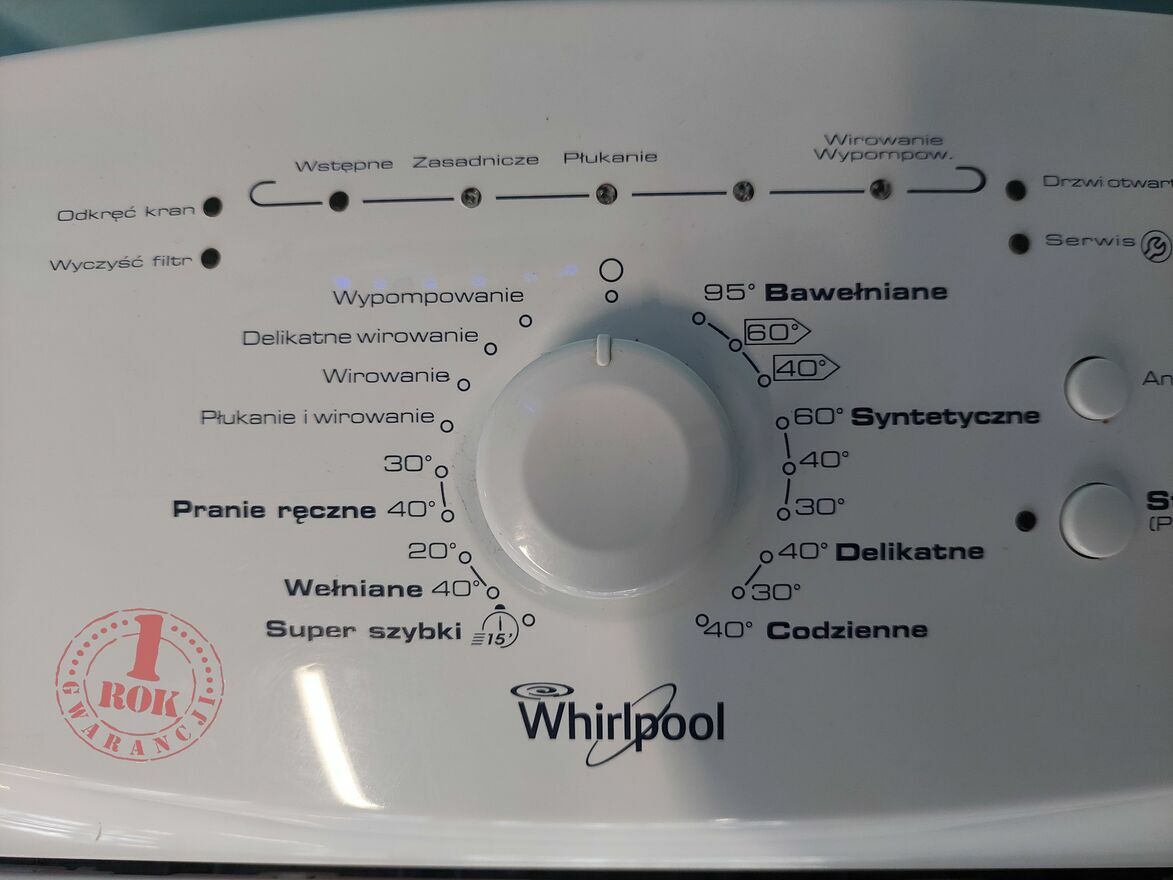 Wstępne Zasadnicze Płukanie Wirowanie
Wypompow.
Odkręć kran
Drzwi otwar
Wyczyść filtr
Serwis
Wypompowanie
95° Bawełniane
Delikatne wirowanie
60°
Wirowanie
40°
Płukanie i wirowanie
60° Syntetyczne
30°
40°
Pranie ręczne 40°
30°
20°
40° Delikatne
Wełniane 40°
30°
Super szybki 15'
40° Codzienne
1
ROK
GWARANCJI
Whirlpool